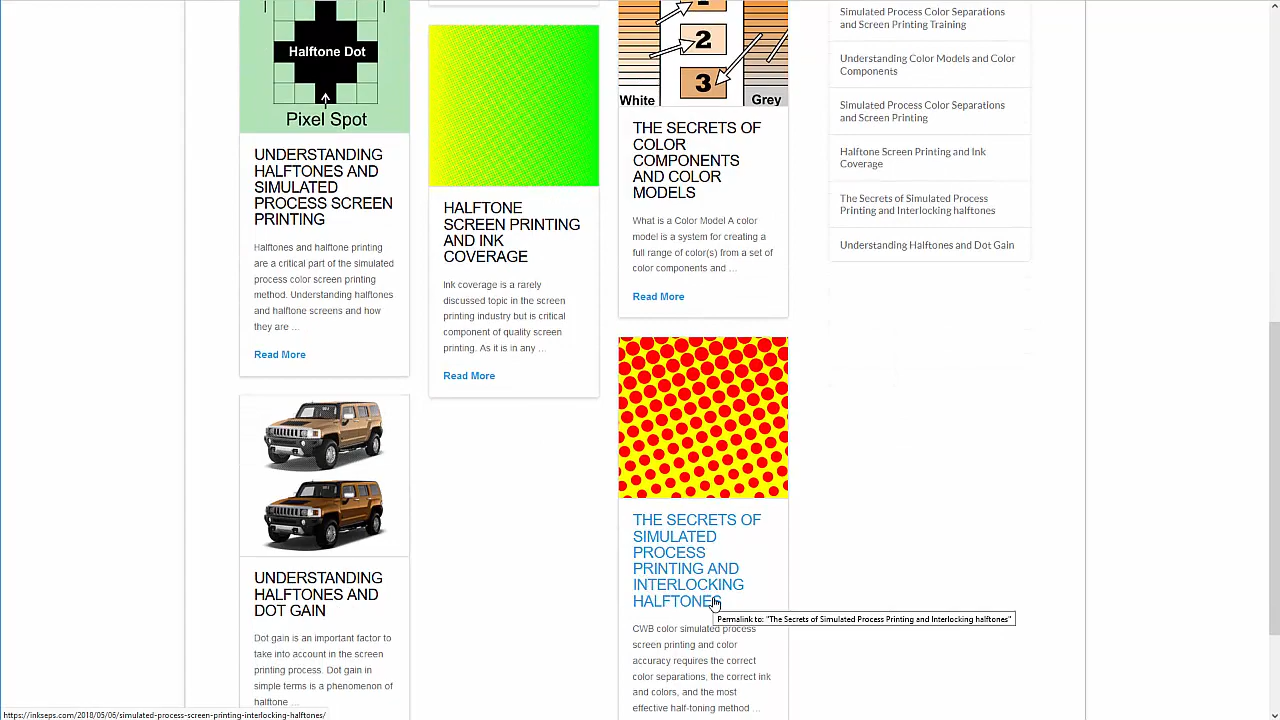 Halftone Dot
Pixel Spot
UNDERSTANDING
HALFTONES AND
SIMULATED
PROCESS SCREEN
PRINTING
Halftones and halftone printing
are a critical part of the simulated
process color screen printing
method. Understanding halftones
and halftone screens and how
they are ...
Read More
UNDERSTANDING
HALFTONES AND
DOT GAIN
Dot gain is an important factor to
take into account in the screen
printing process. Dot gain in
simple terms is a phenomenon of
halftone ...
HALFTONE
SCREEN PRINTING
AND INK
COVERAGE
Ink coverage is a rarely
discussed topic in the screen
printing industry but is critical
component of quality screen
printing. As it is in any ...
Read More
2
3
White Grey
THE SECRETS OF
COLOR
COMPONENTS
AND COLOR
MODELS
What is a Color Model A color
model is a system for creating a
full range of color(s) from a set of
color components and ...
Read More
THE SECRETS OF
SIMULATED
PROCESS
PRINTING AND
INTERLOCKING
HALFTONES
Permalink to: "The Secrets of Simulated Process Printing and Interlocking halftones"
CWB color simulated process
screen printing and color
accuracy requires the correct
color separations, the correct ink
and colors, and the most
effective half-toning method ...
Simulated Process Color Separations
and Screen Printing Training
Understanding Color Models and Color
Components
Simulated Process Color Separations
and Screen Printing
Halftone Screen Printing and Ink
Coverage
The Secrets of Simulated Process
Printing and Interlocking halftones
Understanding Halftones and Dot Gain
https://inkseps.com/2018/05/06/simulated-process-screen-printing-interlocking-halftones/